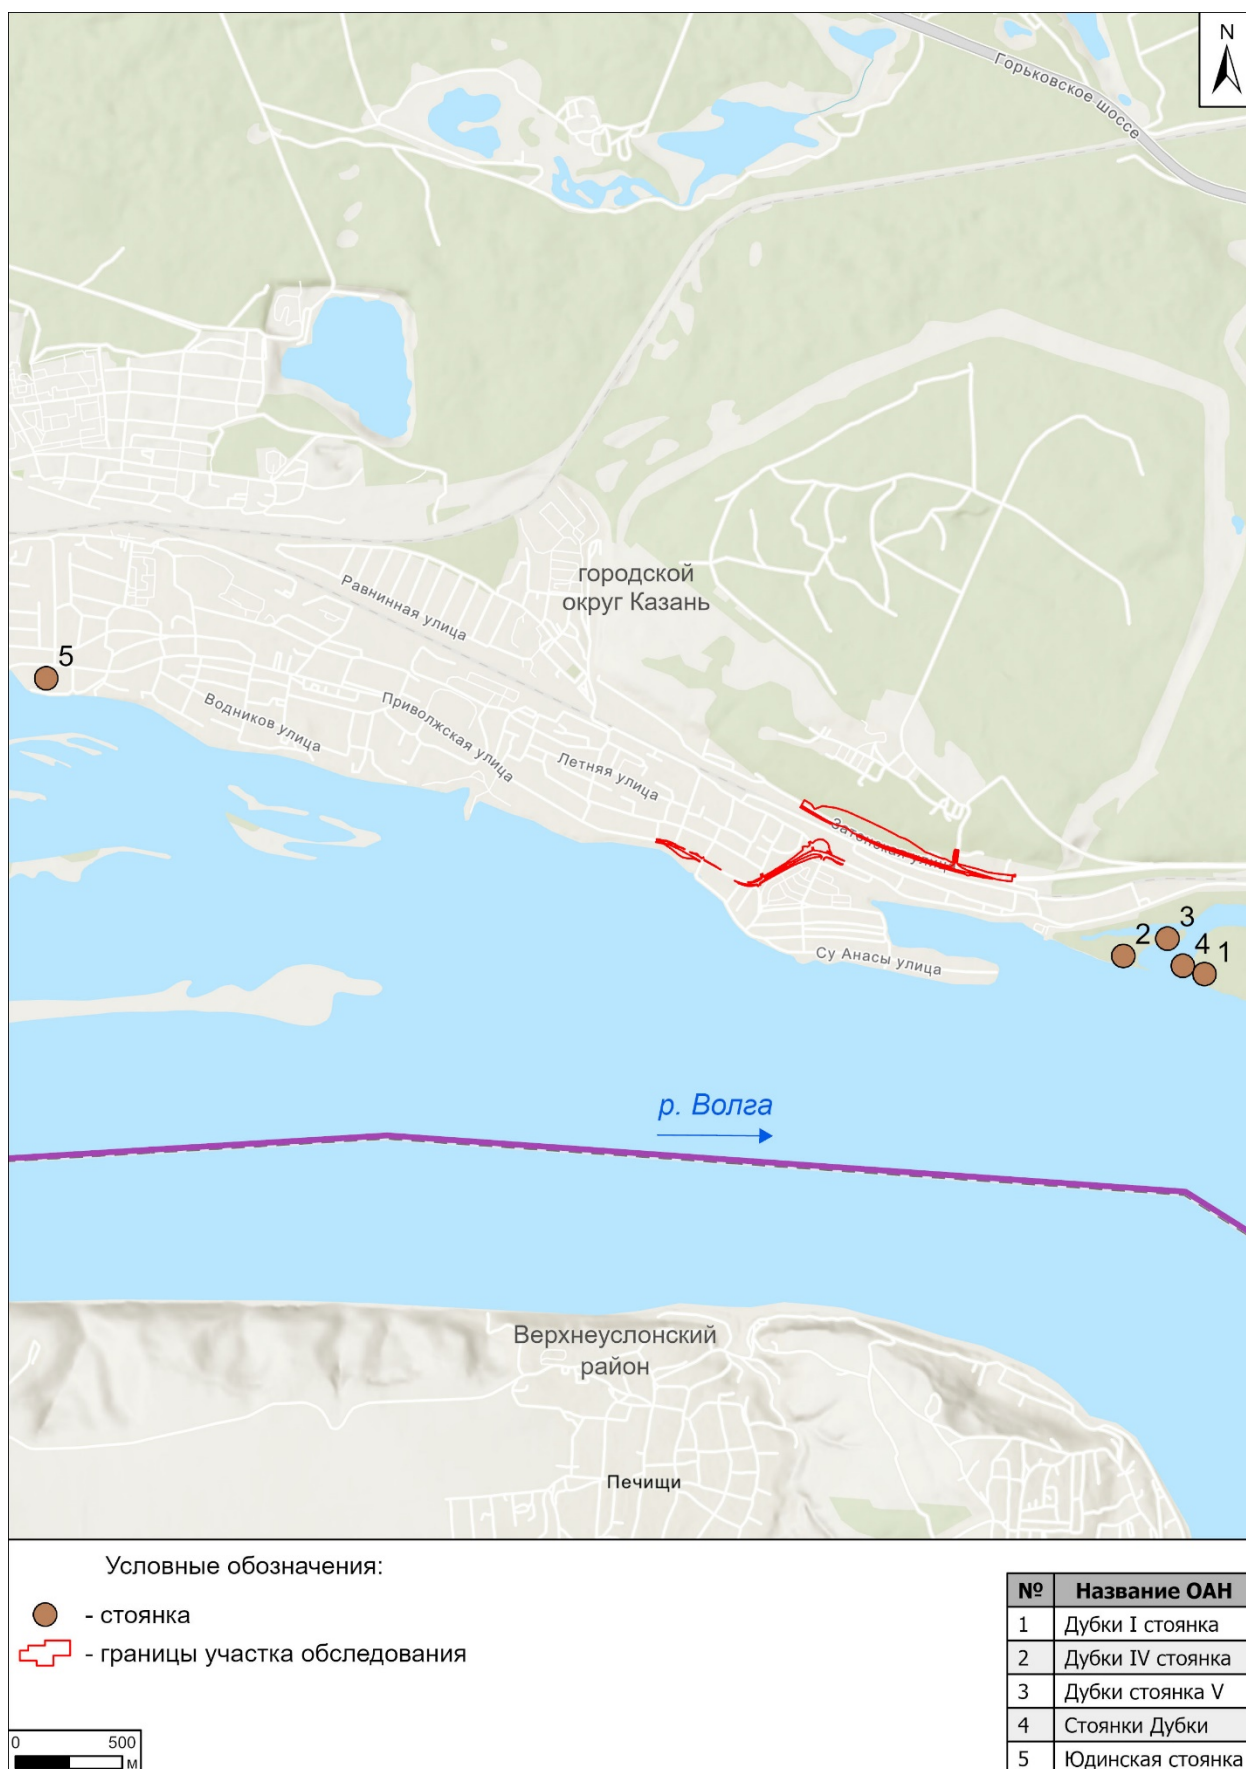 N
Горьковское шоссе
городской
округ Казань
Равнинная улица
5
Водников улица
Приволжская улица
Летняя улица
Затонская улица
3
2
4
1
Су Анасы улица
р. Волга
Верхнеуслонский
район
Печищи
Условные обозначения:
- стоянка
- границы участка обследования
0 500
М
№ Название ОАН
1 Дубки I стоянка
2 Дубки IV стоянка
3 Дубки стоянка V
4 Стоянки Дубки
5 Юдинская стоянка